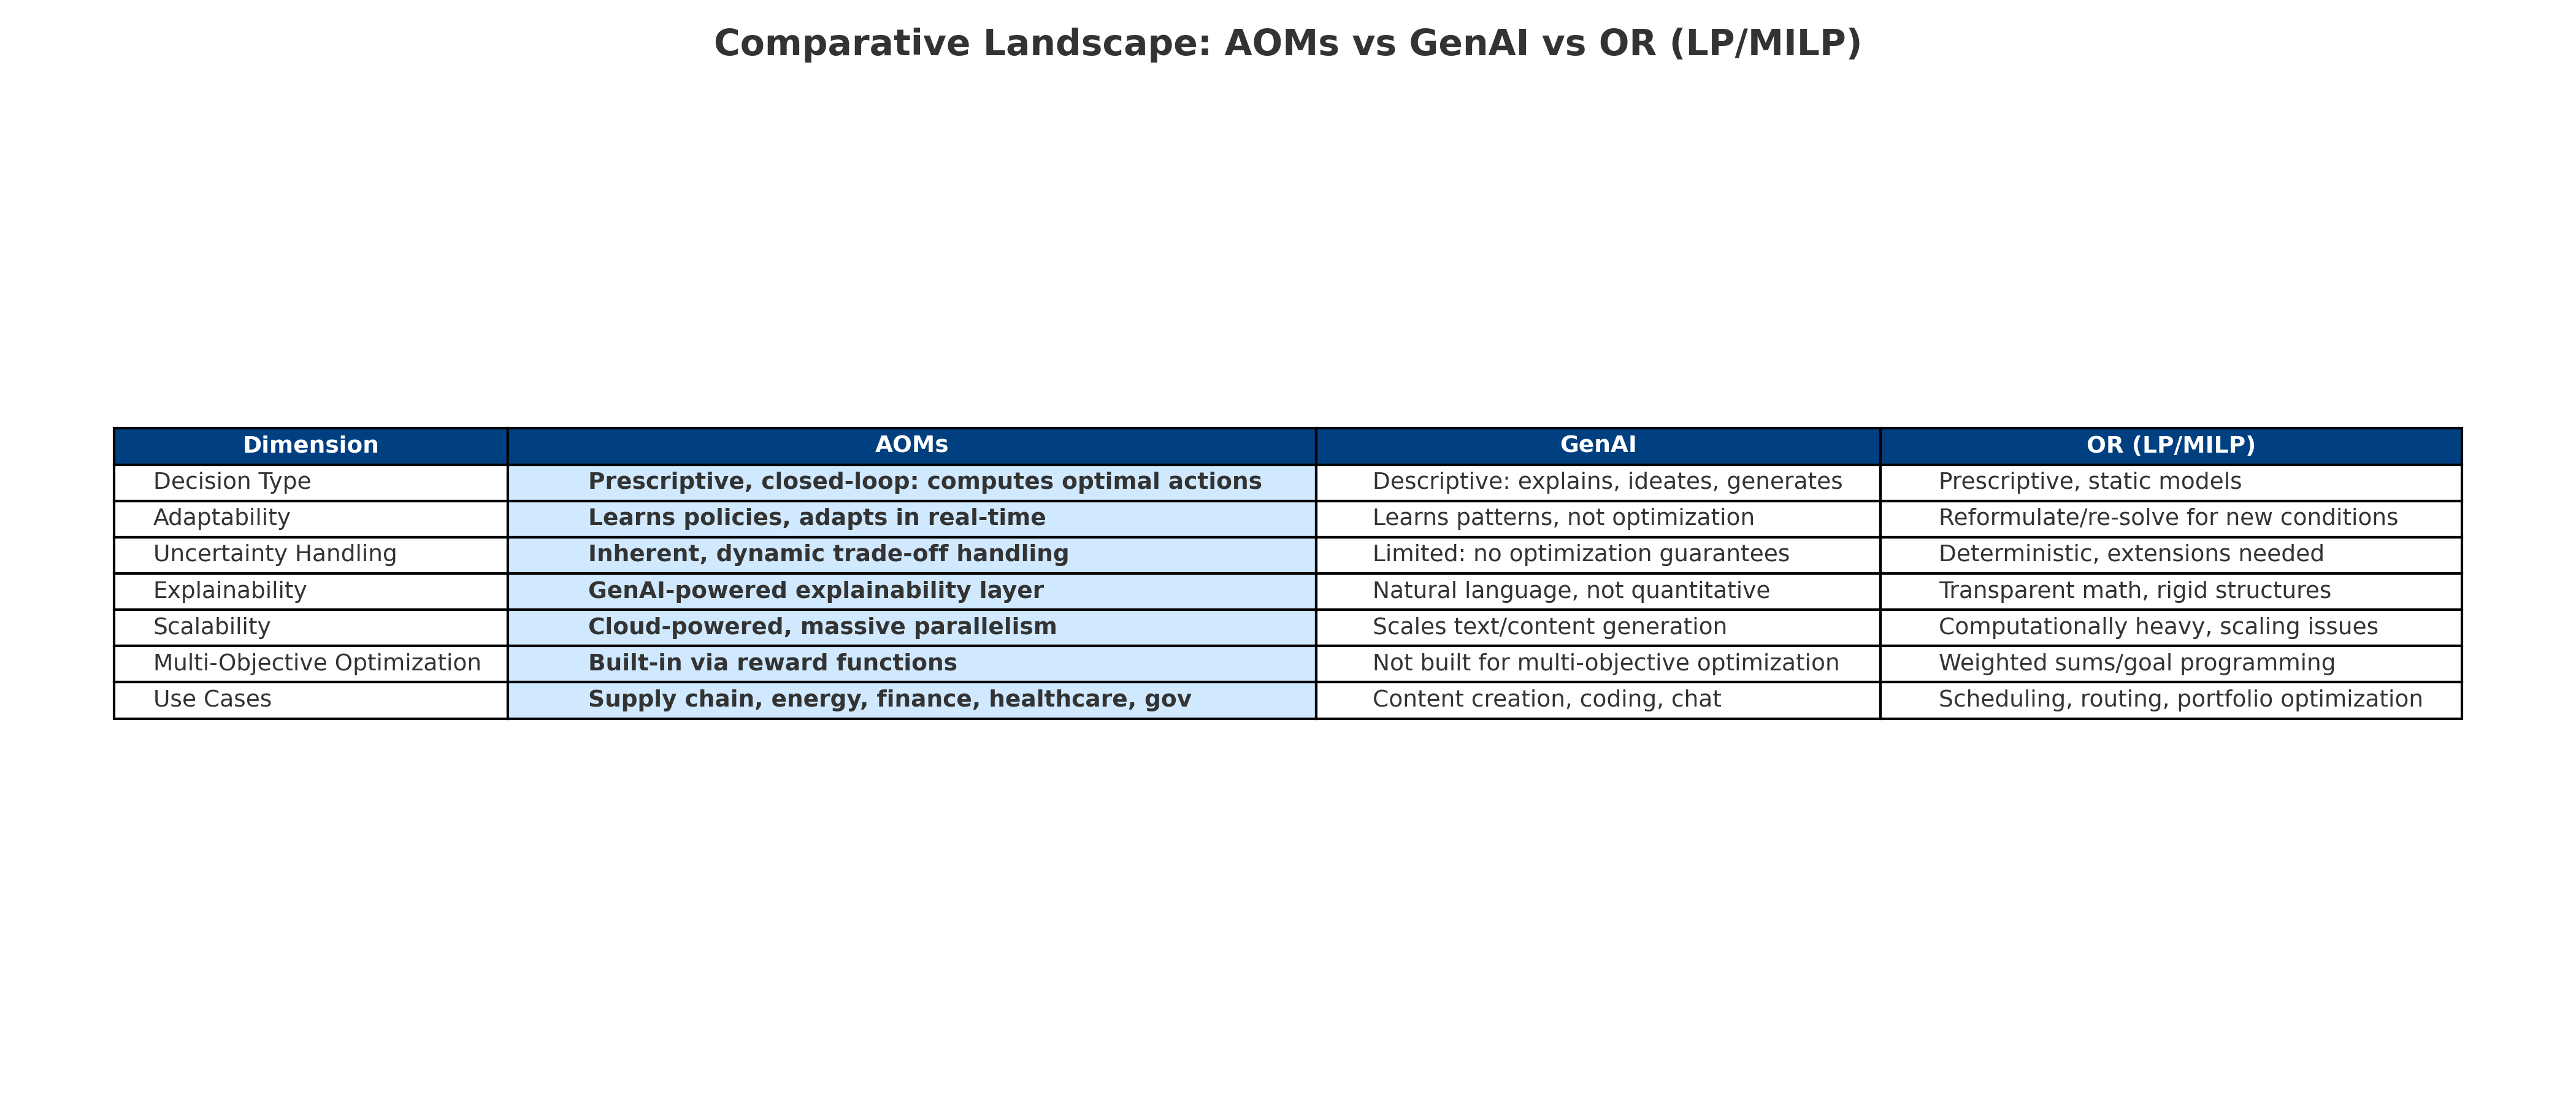 Comparative Landscape: AOMs vs GenAI vs OR (LP/MILP)
Dimension AOMs GenAI OR (LP/MILP)
Decision Type Prescriptive, closed-loop: computes optimal actions Descriptive: explains, ideates, generates Prescriptive, static models
Adaptability Learns policies, adapts in real-time Learns patterns, not optimization Reformulate/re-solve for new conditions
Uncertainty Handling Inherent, dynamic trade-off handling Limited: no optimization guarantees Deterministic, extensions needed
Explainability GenAI-powered explainability layer Natural language, not quantitative Transparent math, rigid structures
Scalability Cloud-powered, massive parallelism Scales text/content generation Computationally heavy, scaling issues
Multi-Objective Optimization Built-in via reward functions Not built for multi-objective optimization Weighted sums/goal programming
Use Cases Supply chain, energy, finance, healthcare, gov Content creation, coding, chat Scheduling, routing, portfolio optimization